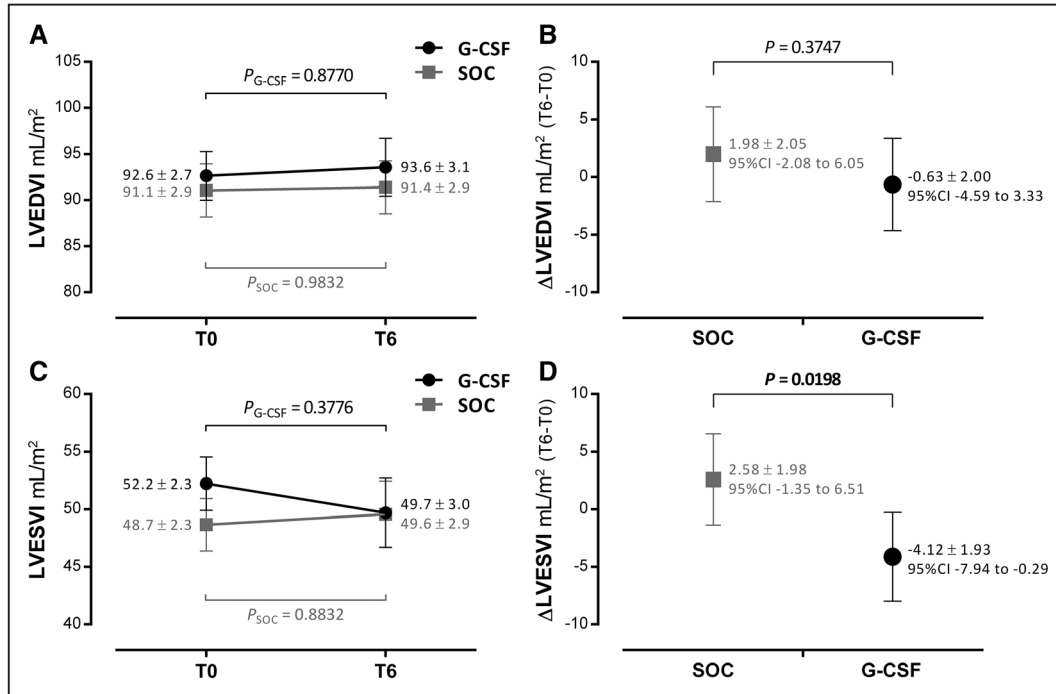 A
G-CSF
SOC
LVEDVI mL/m²
105
100
95
90
85
80
P_G-CSF = 0.8770
92.6 ± 2.7
91.1 ± 2.9
93.6 ± 3.1
91.4 ± 2.9
P_SOC = 0.9832
T0
T6
B
P = 0.3747
ΔLVEDVI mL/m² (T6-T0)
10
5
0
-5
-10
1.98 ± 2.05
95%CI -2.08 to 6.05
-0.63 ± 2.00
95%CI -4.59 to 3.33
SOC
G-CSF
C
G-CSF
SOC
LVESVI mL/m²
60
55
50
45
40
P_G-CSF = 0.3776
52.2 ± 2.3
48.7 ± 2.3
49.7 ± 3.0
49.6 ± 2.9
P_SOC = 0.8832
T0
T6
D
P = 0.0198
ΔLVESVI mL/m² (T6-T0)
10
5
0
-5
-10
2.58 ± 1.98
95%CI -1.35 to 6.51
-4.12 ± 1.93
95%CI -7.94 to -0.29
SOC
G-CSF